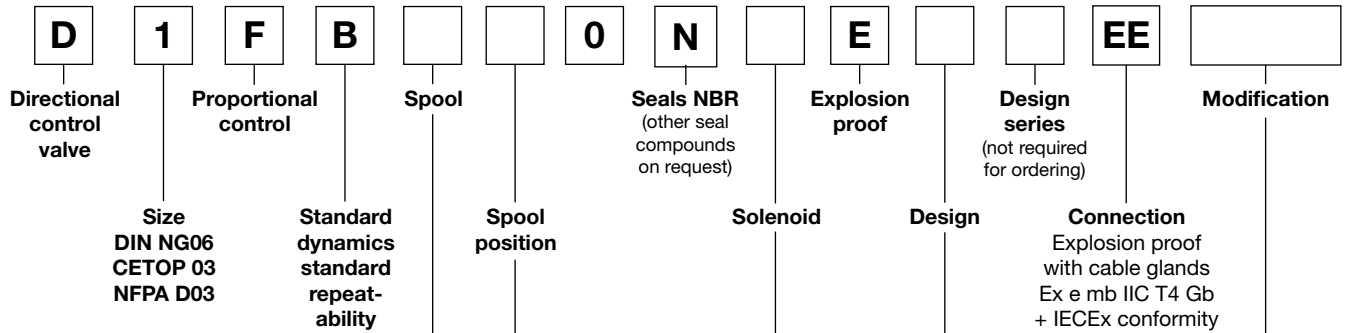 D 1 F B 0 N E EE
Directional
control
valve
Proportional
control
Spool
Seals NBR
(other seal
compounds
on request)
Explosion
proof
Design
series
(not required
for ordering)
Modification
Size
DIN NG06
CETOP 03
NFPA D03
Standard
dynamics
standard
repeat-
ability
Spool
position
Solenoid
Design
Connection
Explosion proof
with cable glands
Ex e mb IIC T4 Gb
+ IECEx conformity